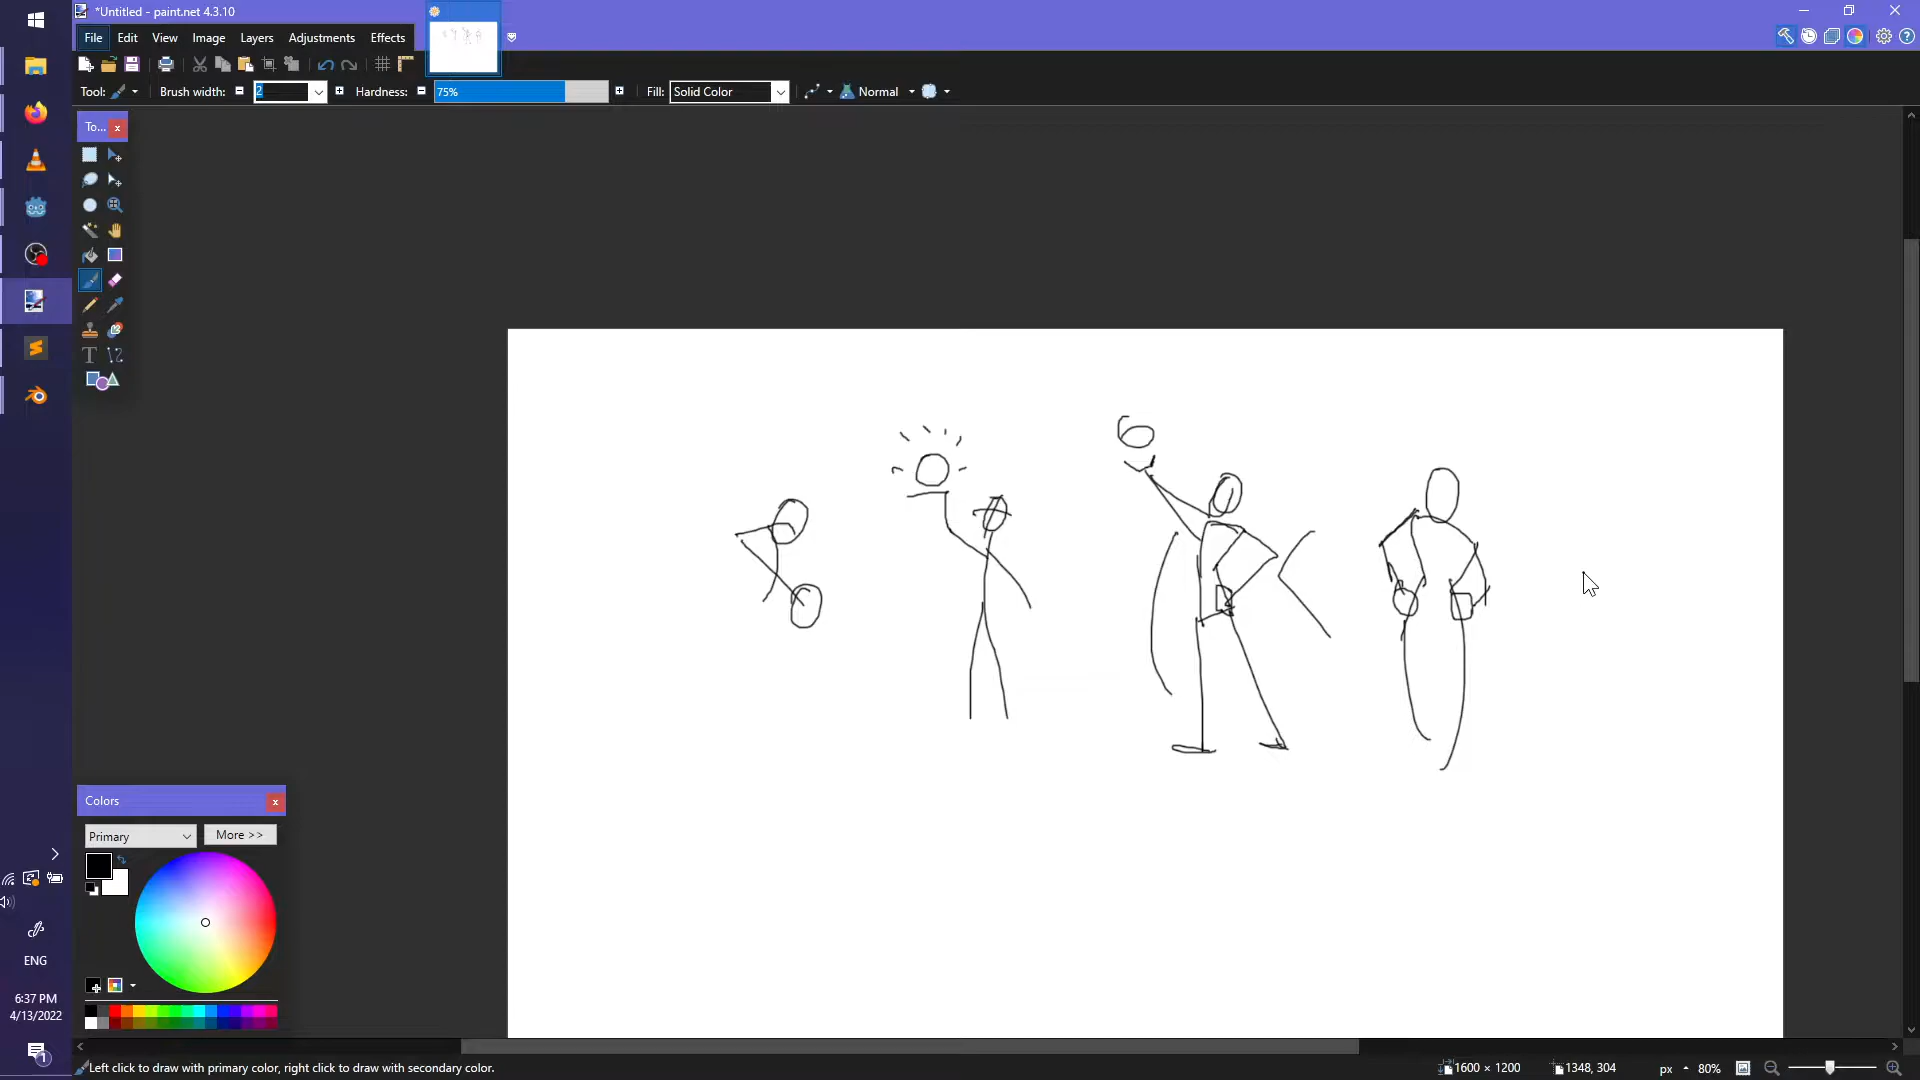 *Untitled - paint.net 4.3.10
File Edit View Image Layers Adjustments Effects
Tool: Brush width: 2 Hardness: 75% Fill: Solid Color Normal
To...
Colors
Primary More >>
ENG
6:37 PM
4/13/2022
1
Left click to draw with primary color, right click to draw with secondary color. 1600 × 1200 1348, 304 px 80%